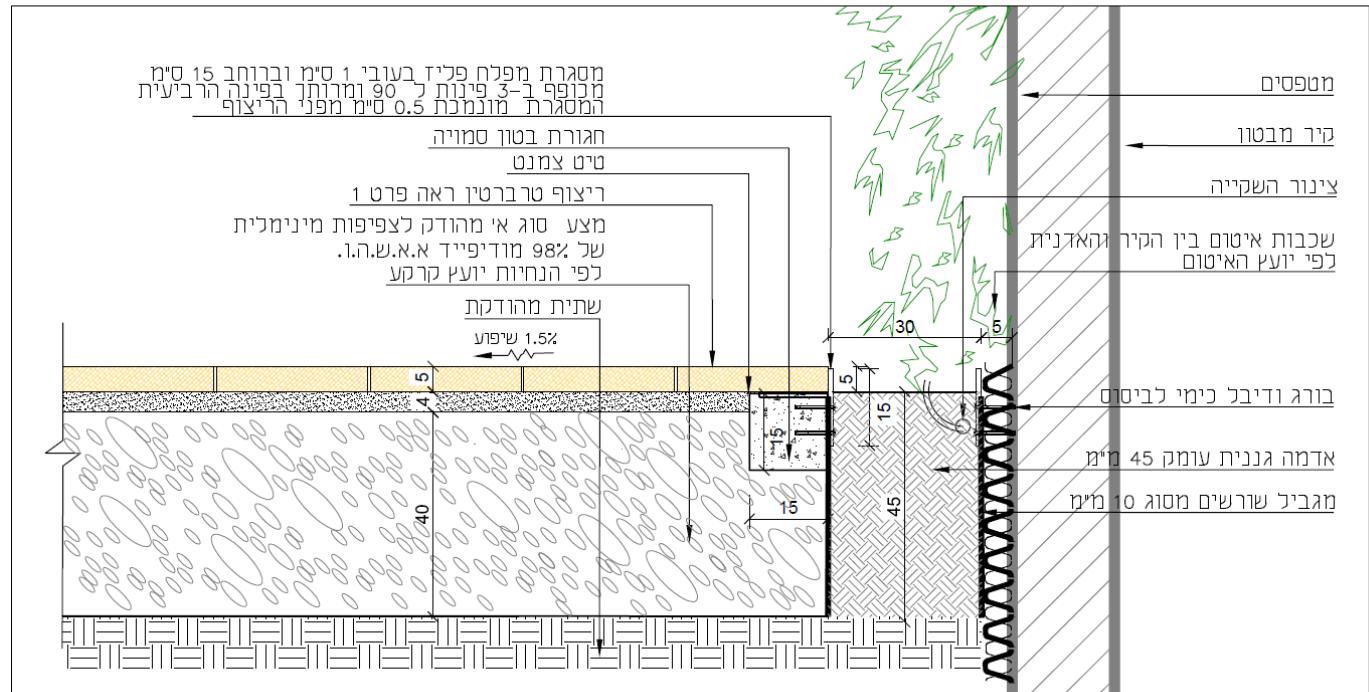 מסגרת מפלח פליז בעובי 1 ס"מ וברוחב 15 ס"מ
מכופף ב-3 פינות ל 90 ומרותך בפינה הרביעית
המסגרת מונמכת 0.5 ס"מ מפני הריצוף
חגורת בטון סמויה
טיט צמנט
ריצוף טרברטין ראה פרט 1
מצע סוג א' מהודק לצפיפות מינימלית
של 98% מודיפייד א.א.ש.ה.ו.
לפי הנחיות יועץ קרקע
שתית מהודקת
1.5% שיפוע
מטפסים
קיר מבטון
צינור השקייה
שכבות איטום בין הקיר והאדנית
לפי יועץ האיטום
בורג ודיבל כימי לביסוס
אדמה גננית עומק 45 מ"מ
מגביל שורשים מסוג 10 מ"מ
30
5
5
4
40
5
15
15
15
45